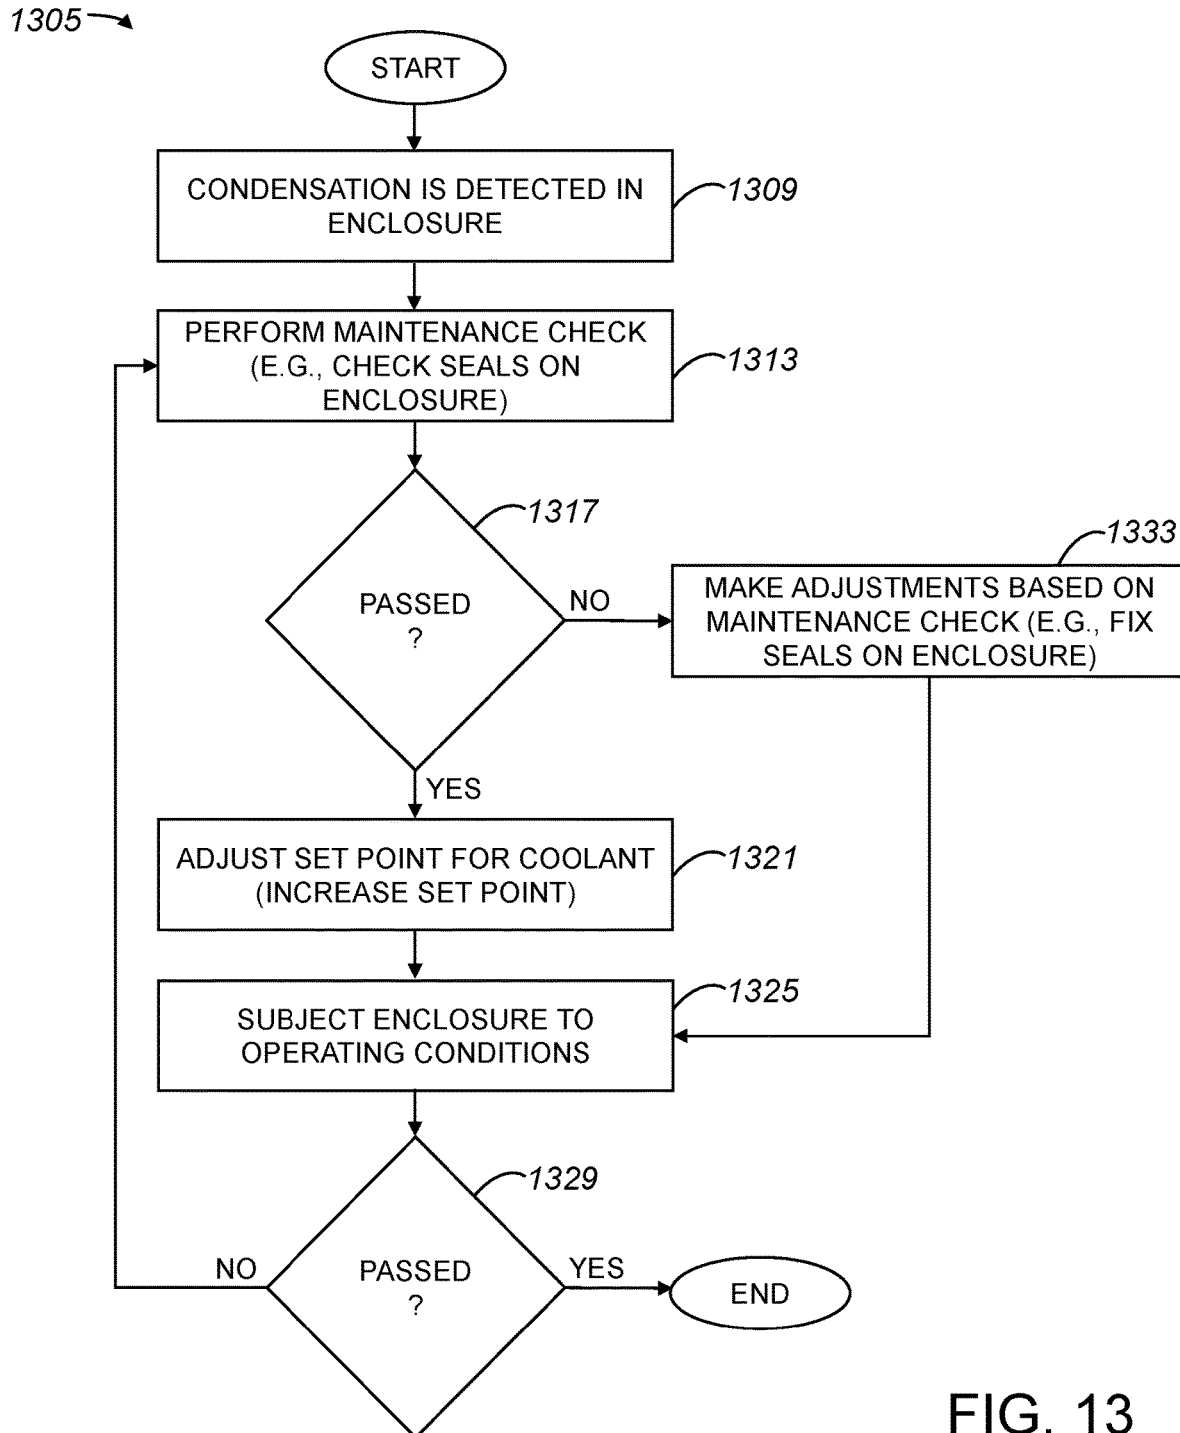 1305
START
CONDENSATION IS DETECTED IN
ENCLOSURE
1309
PERFORM MAINTENANCE CHECK
(E.G., CHECK SEALS ON
ENCLOSURE)
1313
1317
PASSED
?
NO
1333
MAKE ADJUSTMENTS BASED ON
MAINTENANCE CHECK (E.G., FIX
SEALS ON ENCLOSURE)
YES
ADJUST SET POINT FOR COOLANT
(INCREASE SET POINT)
1321
SUBJECT ENCLOSURE TO
OPERATING CONDITIONS
1325
1329
NO
PASSED
?
YES
END
FIG. 13